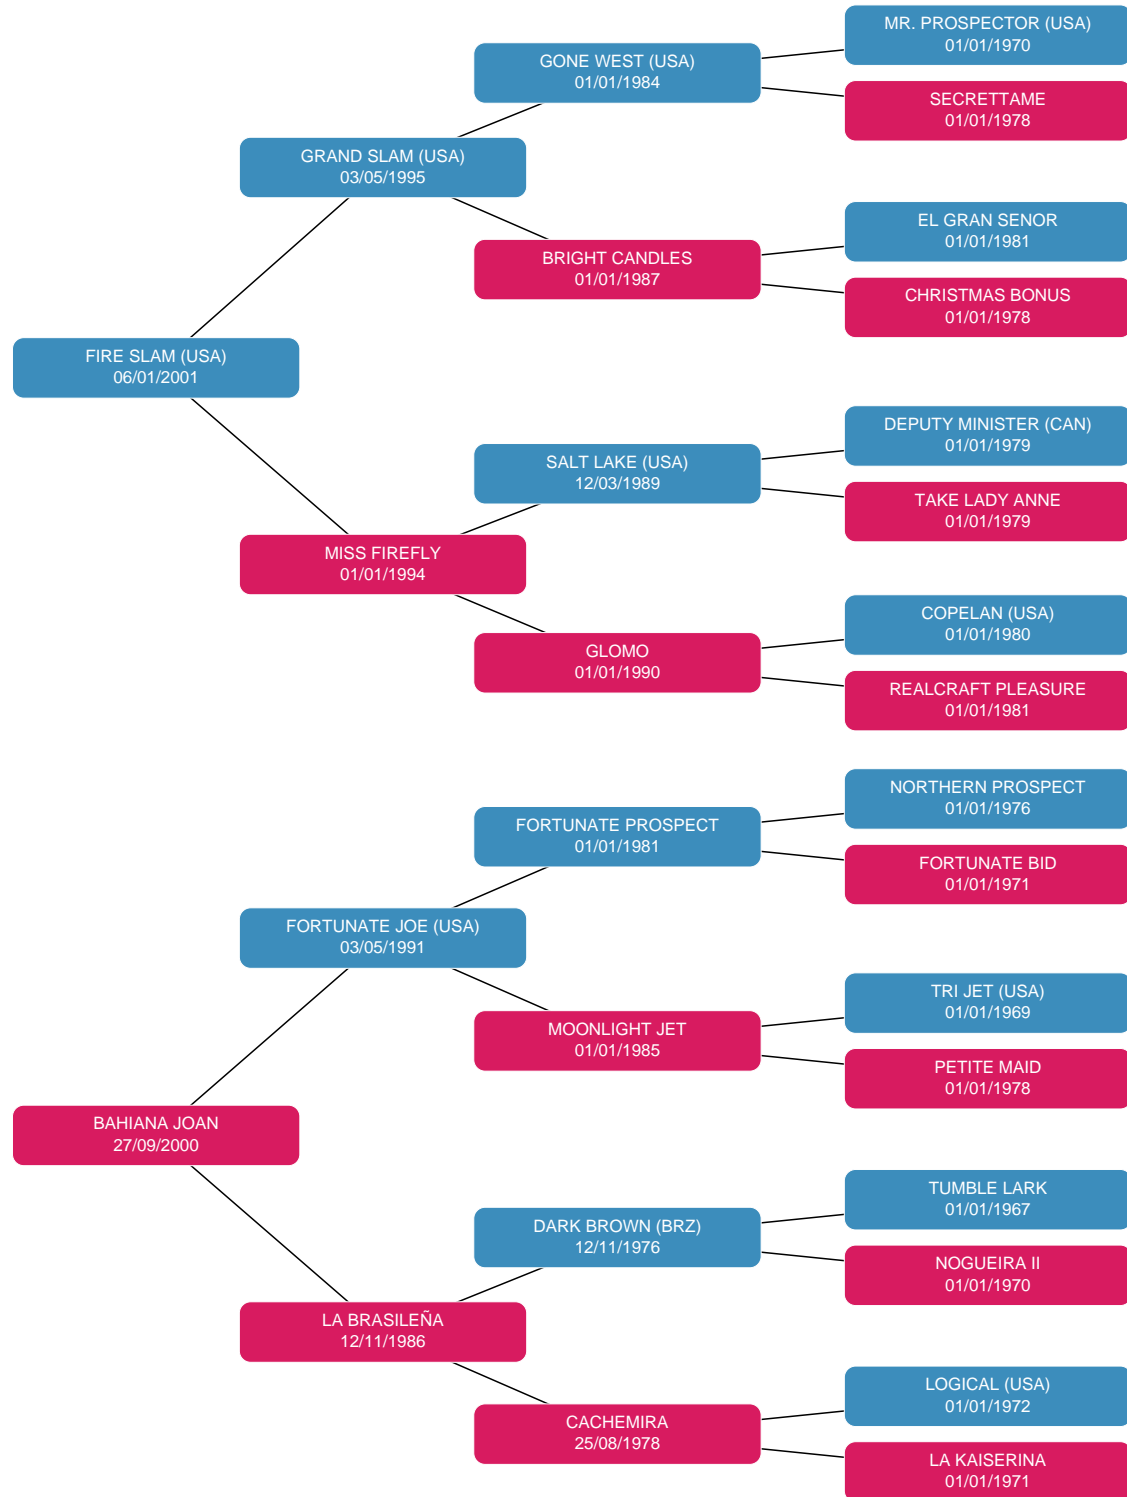 MR. PROSPECTOR (USA)
01/01/1970
GONE WEST (USA)
01/01/1984
SECRETTAME
01/01/1978
GRAND SLAM (USA)
03/05/1995
EL GRAN SENOR
01/01/1981
BRIGHT CANDLES
01/01/1987
CHRISTMAS BONUS
01/01/1978
FIRE SLAM (USA)
06/01/2001
DEPUTY MINISTER (CAN)
01/01/1979
SALT LAKE (USA)
12/03/1989
TAKE LADY ANNE
01/01/1979
MISS FIREFLY
01/01/1994
COPELAN (USA)
01/01/1980
GLOMO
01/01/1990
REALCRAFT PLEASURE
01/01/1981
NORTHERN PROSPECT
01/01/1976
FORTUNATE PROSPECT
01/01/1981
FORTUNATE BID
01/01/1971
FORTUNATE JOE (USA)
03/05/1991
TRI JET (USA)
01/01/1969
MOONLIGHT JET
01/01/1985
PETITE MAID
01/01/1978
BAHIANA JOAN
27/09/2000
TUMBLE LARK
01/01/1967
DARK BROWN (BRZ)
12/11/1976
NOGUEIRA II
01/01/1970
LA BRASILEÑA
12/11/1986
LOGICAL (USA)
01/01/1972
CACHEMIRA
25/08/1978
LA KAISERINA
01/01/1971